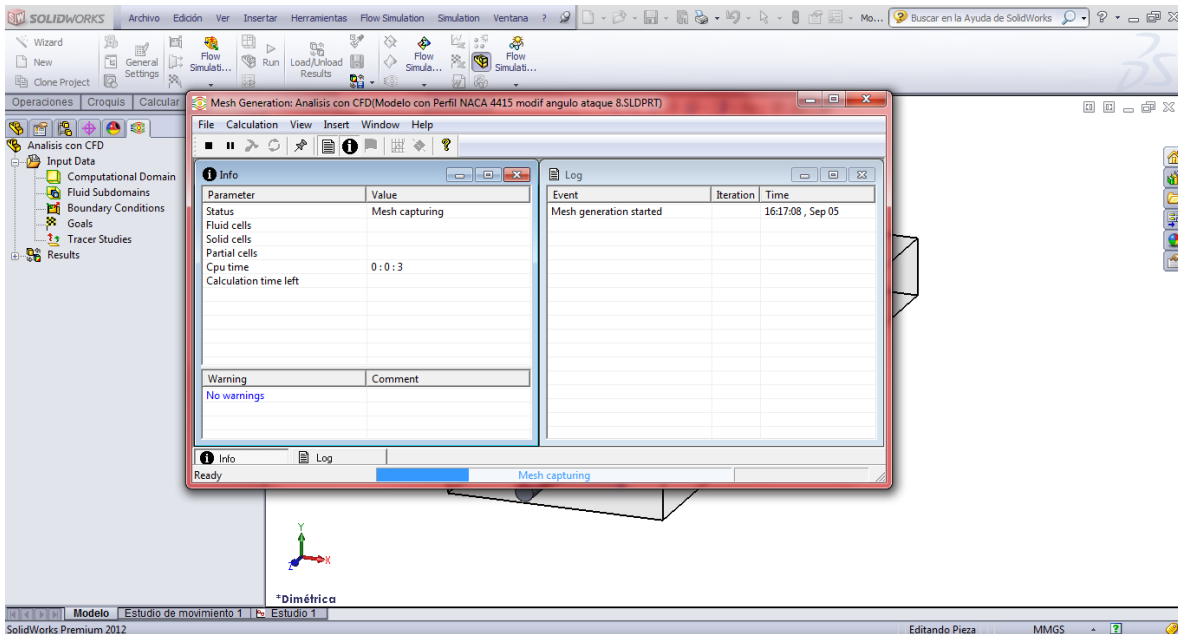 SOLIDWORKS Archivo Edición Ver Insertar Herramientas Flow Simulation Simulation Ventana ? Mo... Buscar en la Ayuda de SolidWorks
Wizard
New
Clone Project
General Settings
Flow Simulati...
Run
Load/Unload Results
Flow Simula...
Flow Simulati...
Operaciones Croquis Calcular
Mesh Generation: Analisis con CFD(Modelo con Perfil NACA 4415 modif angulo ataque 8.SLDPRT)
File Calculation View Insert Window Help
Analisis con CFD
Input Data
Computational Domain
Fluid Subdomains
Boundary Conditions
Goals
Tracer Studies
Results
Info
Parameter Value
Status Mesh capturing
Fluid cells
Solid cells
Partial cells
Cpu time 0 : 0 : 3
Calculation time left
Warning Comment
No warnings
Log
Event Iteration Time
Mesh generation started 16:17:08 , Sep 05
Info Log
Ready Mesh capturing
Y
X
Z
*Dimétrica
Modelo Estudio de movimiento 1 Estudio 1
SolidWorks Premium 2012 Editando Pieza MMGS